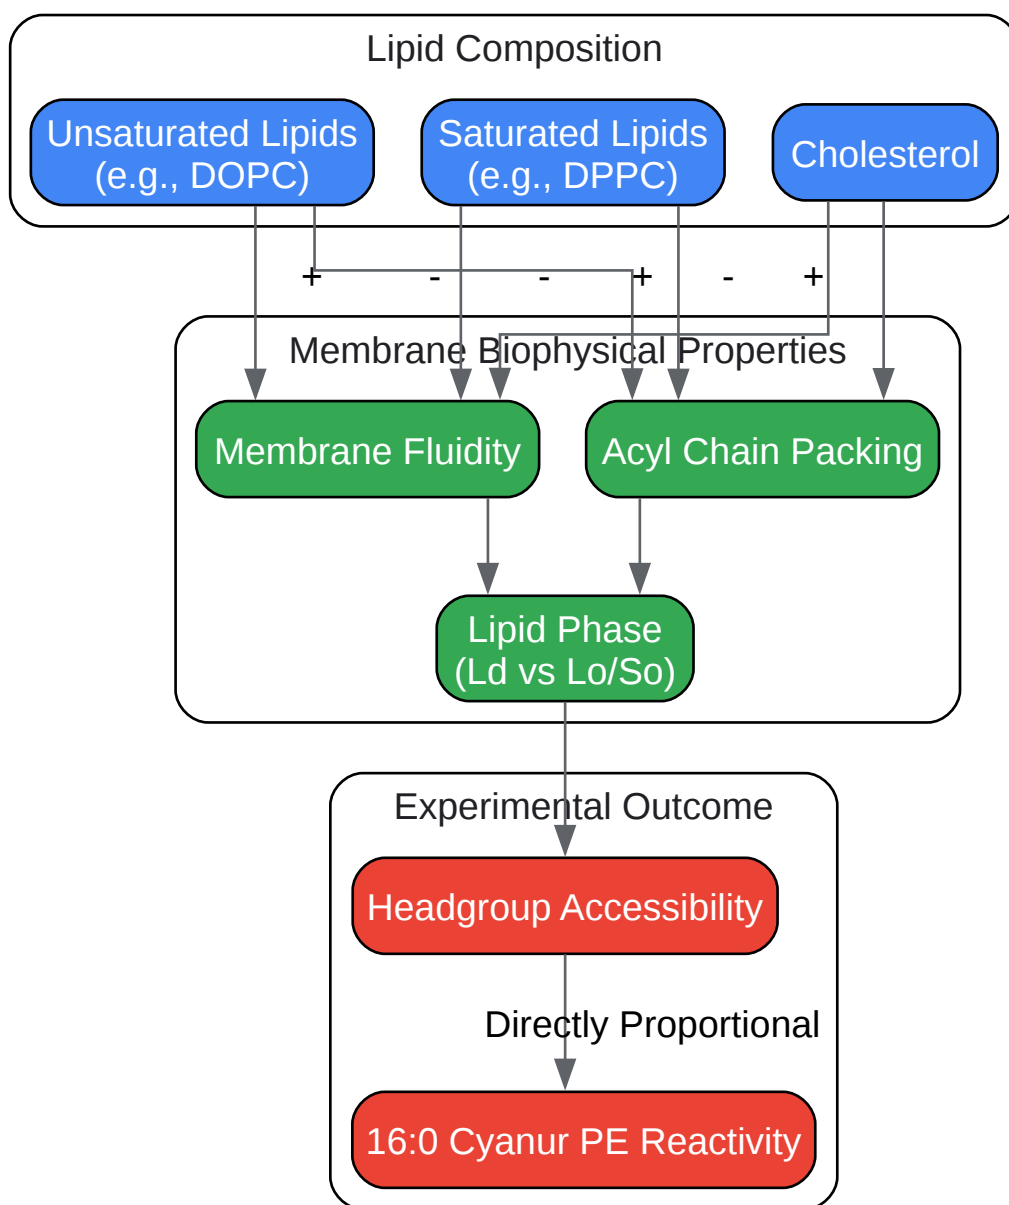 Lipid Composition
Unsaturated Lipids
(e.g., DOPC)
Saturated Lipids
(e.g., DPPC)
Cholesterol
+ - - + - +
Membrane Biophysical Properties
Membrane Fluidity
Acyl Chain Packing
Lipid Phase
(Ld vs Lo/So)
Experimental Outcome
Headgroup Accessibility
Directly Proportional
16:0 Cyanur PE Reactivity